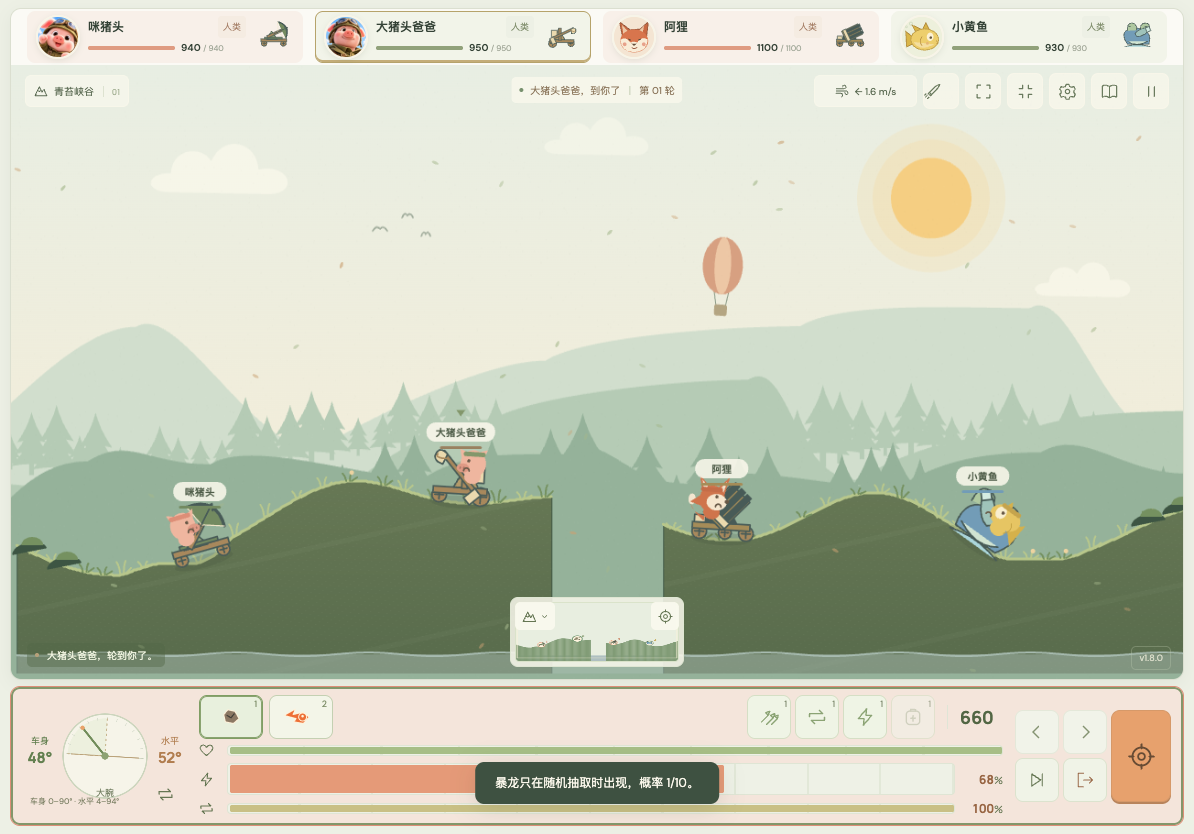 咪猪头 人类
940 / 940
大猪头爸爸 人类
950 / 950
阿狸 人类
1100 / 1100
小黄鱼 人类
930 / 930
青苔峡谷 01
大猪头爸爸，到你了 第 01 轮
← 1.6 m/s
大猪头爸爸
咪猪头
阿狸
小黄鱼
大猪头爸爸，轮到你了。
v1.8.0
车身
48°
水平
52°
大腕
车身 0–90° · 水平 4–94°
1
2
1
1
1
1
660
68%
100%
暴龙只在随机抽取时出现，概率 1/10。